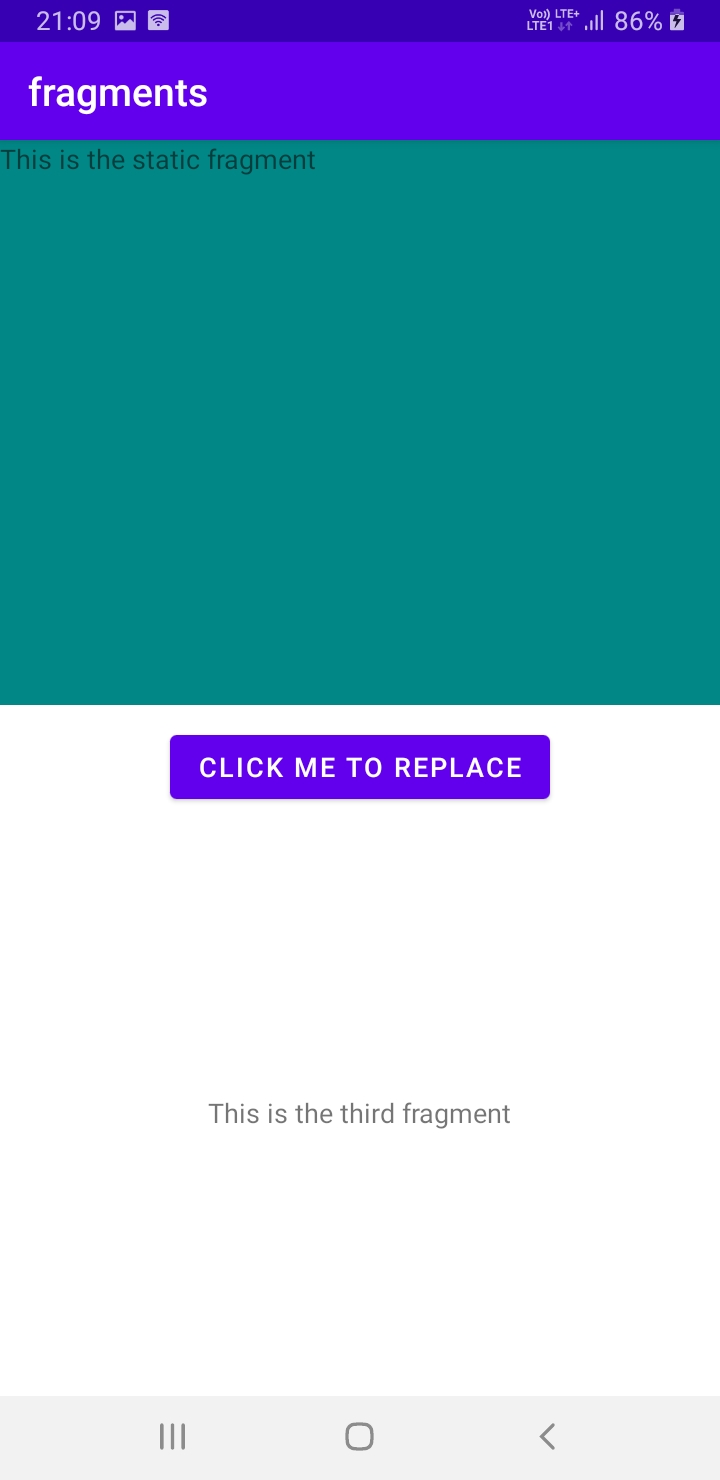 21:09 Vo)) LTE+ LTE1 86%
fragments
This is the static fragment
CLICK ME TO REPLACE
This is the third fragment